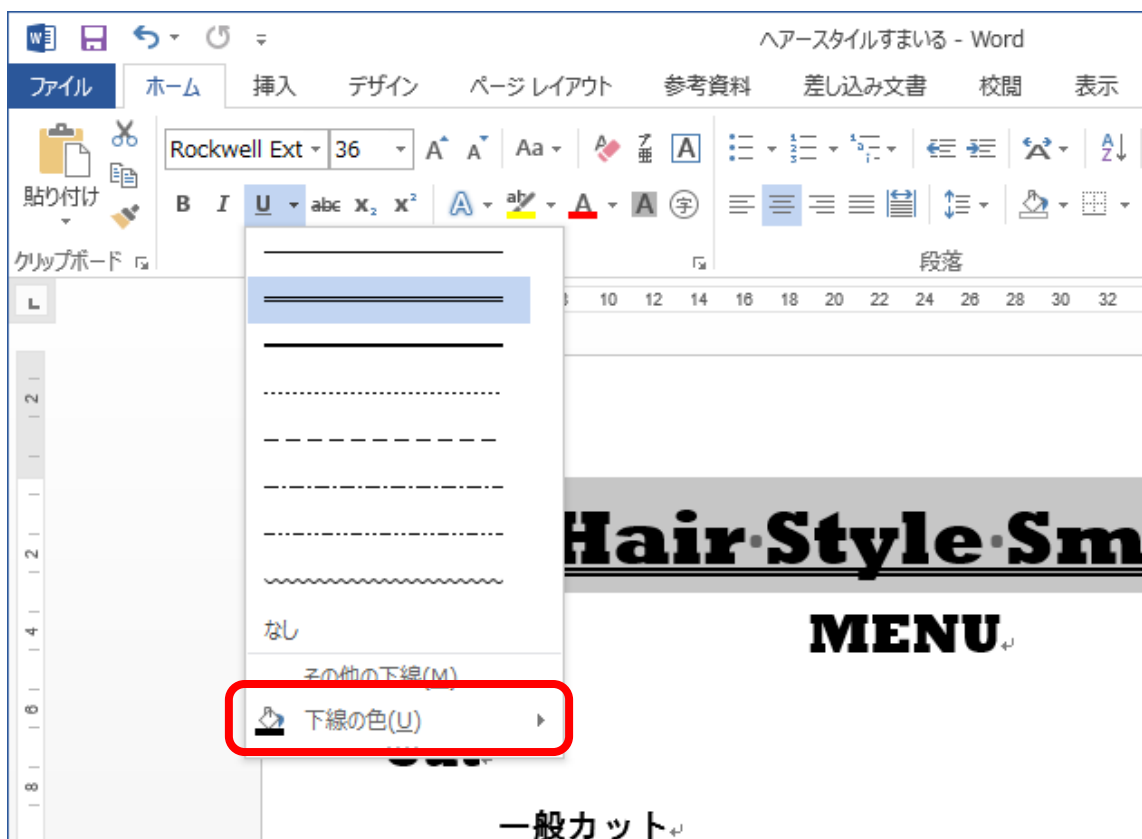 ヘアースタイルすまいる - Word
ファイル ホーム 挿入 デザイン ページ レイアウト 参考資料 差し込み文書 校閲 表示
貼り付け
Rockwell Ext 36 A A Aa ア亜 A
B I U abc x₂ x² A ab A A 字
A Z
クリップボード 段落
L 8 10 12 14 16 18 20 22 24 26 28 30 32
2
2
4
6
8
なし
その他の下線(M)
下線の色(U)
Hair・Style・Sm
MENU
Cut
一般カット